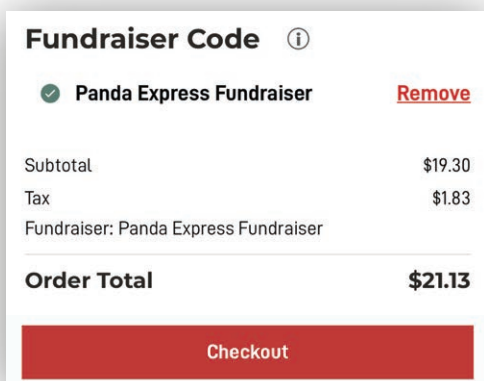 Fundraiser Code
Panda Express Fundraiser Remove
Subtotal $19.30
Tax $1.83
Fundraiser: Panda Express Fundraiser
Order Total $21.13
Checkout